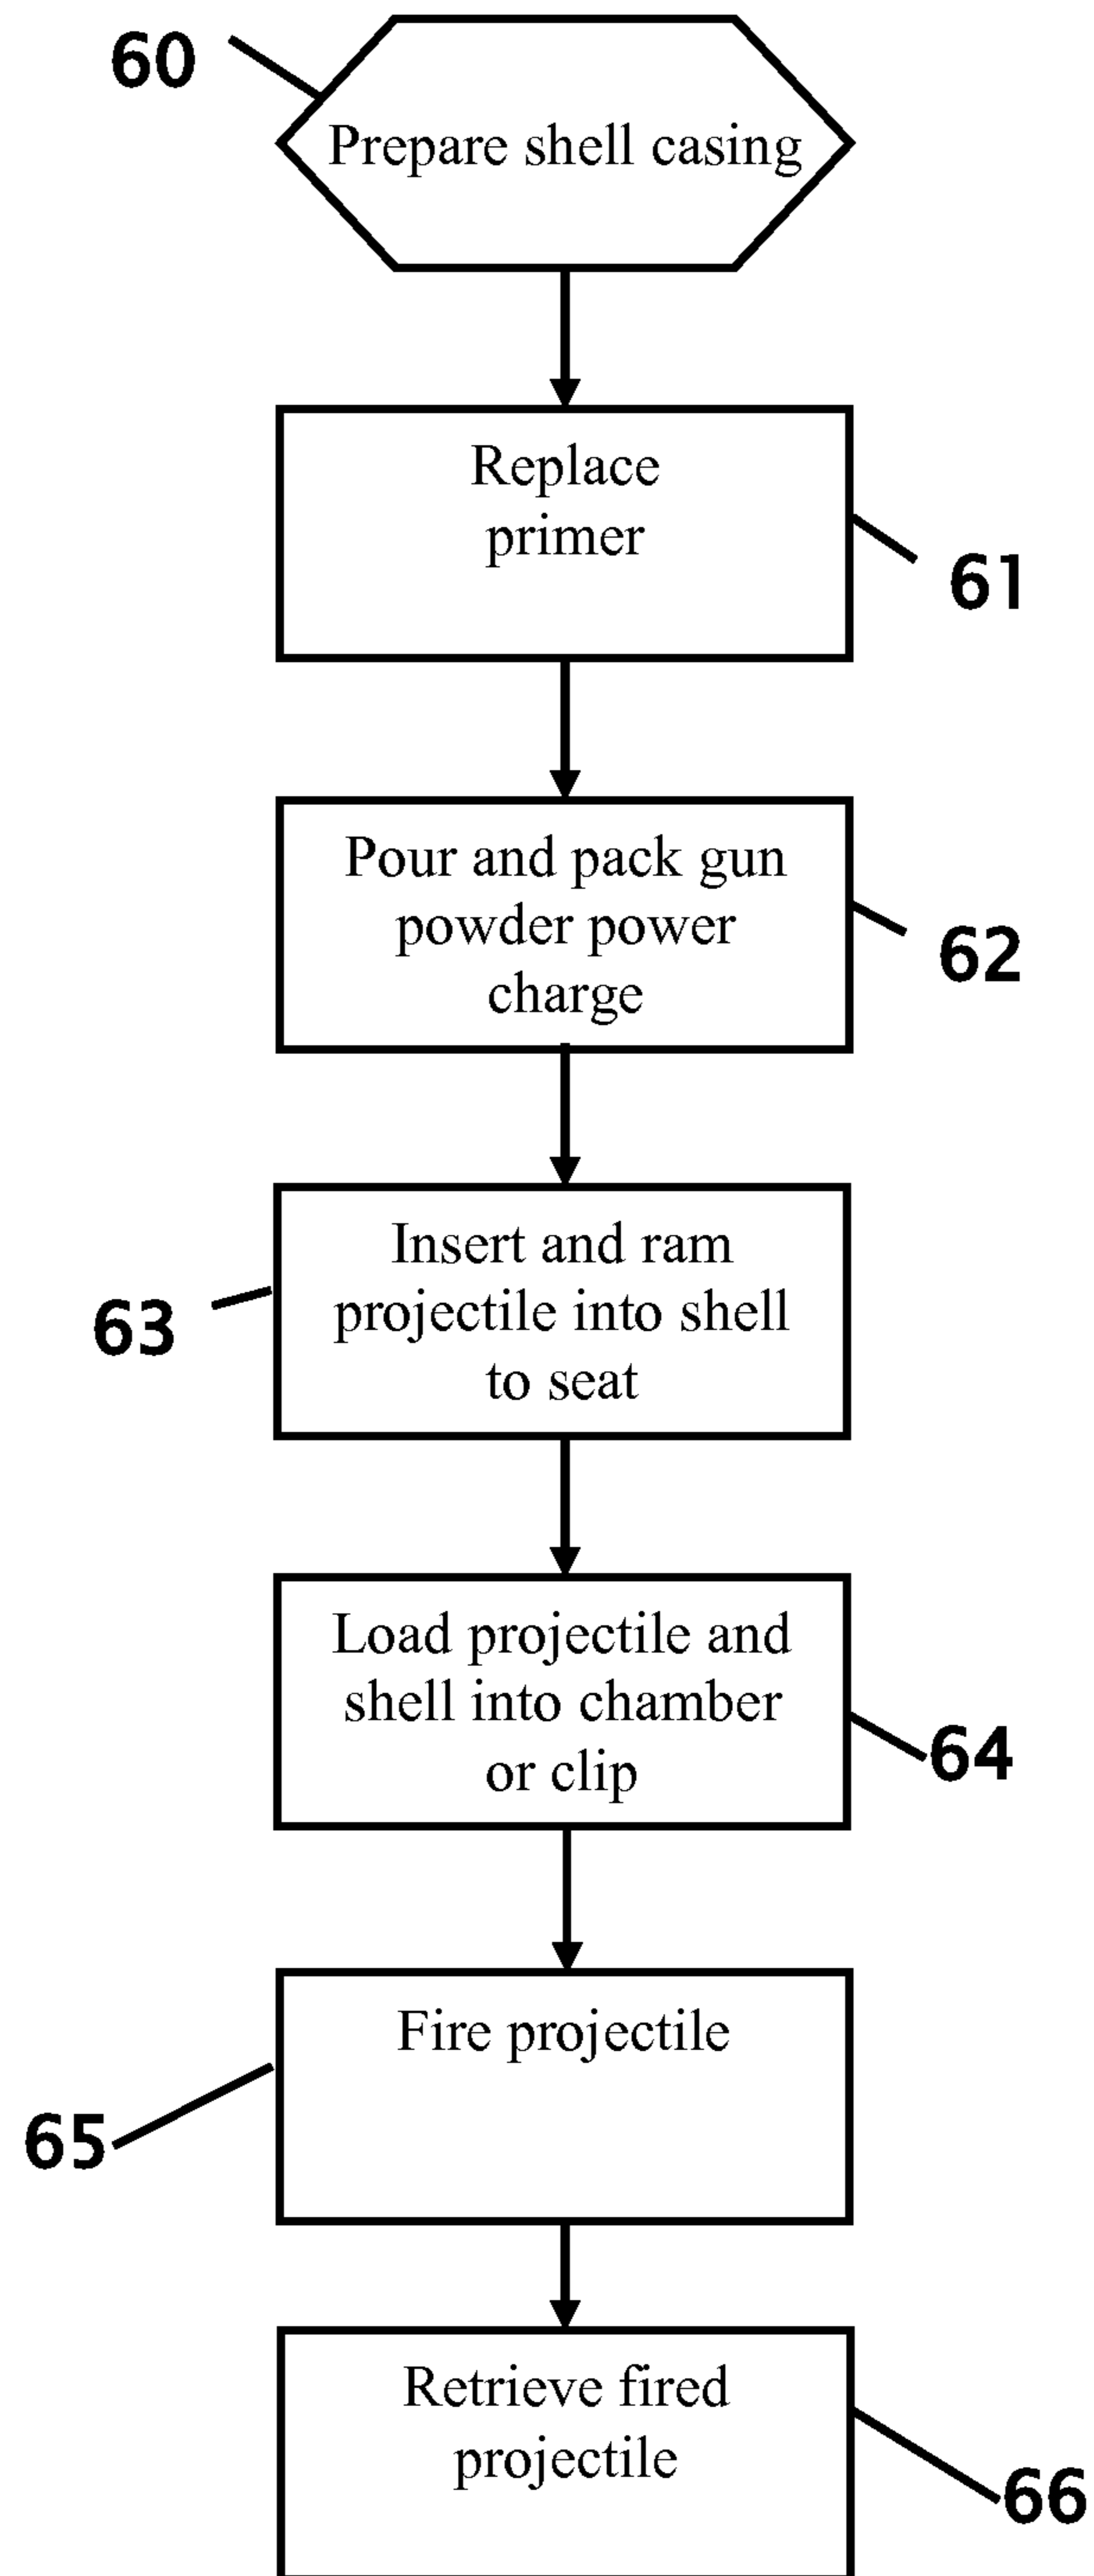 60
Prepare shell casing
Replace
primer
61
Pour and pack gun
powder power
charge
62
Insert and ram
projectile into shell
to seat
63
Load projectile and
shell into chamber
or clip
64
Fire projectile
65
Retrieve fired
projectile
66